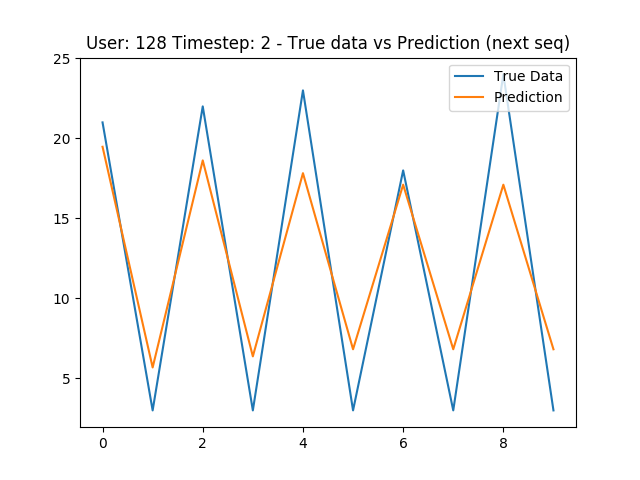 User: 128 Timestep: 2 - True data vs Prediction (next seq)
True Data
Prediction
25
20
15
10
5
0 2 4 6 8